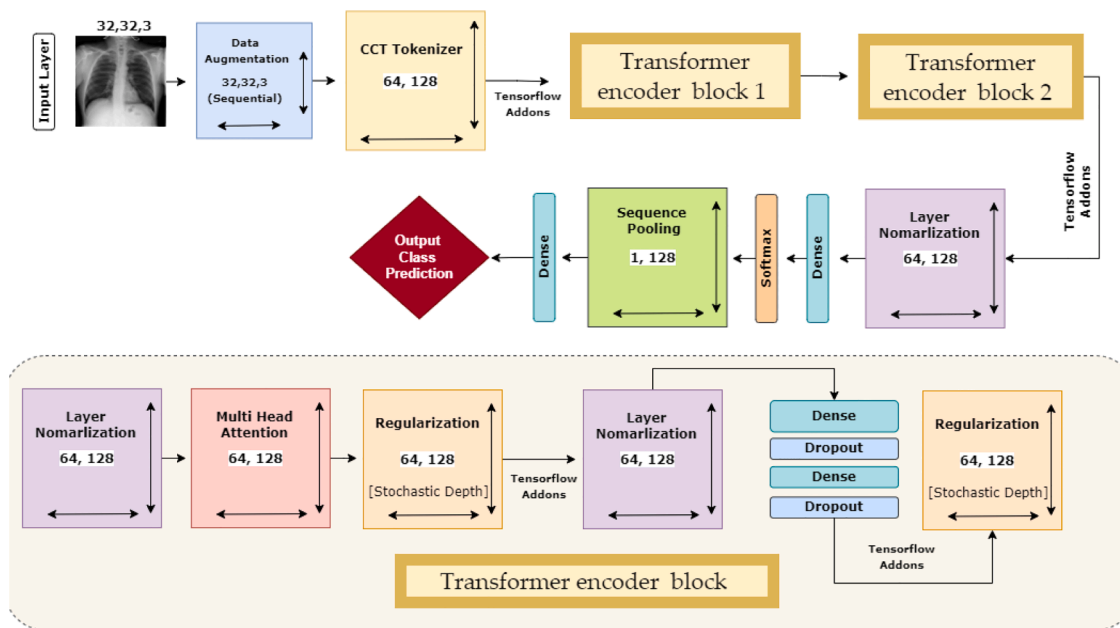 Input Layer
32,32,3
Data
Augmentation
32,32,3
(Sequential)
CCT Tokenizer
64, 128
Tensorflow
Addons
Transformer
encoder block 1
Transformer
encoder block 2
Tensorflow
Addons
Output
Class
Prediction
Dense
Sequence
Pooling
1, 128
Softmax
Dense
Layer
Nomarlization
64, 128
Layer
Nomarlization
64, 128
Multi Head
Attention
64, 128
Regularization
64, 128
[Stochastic Depth]
Tensorflow
Addons
Layer
Nomarlization
64, 128
Dense
Dropout
Dense
Dropout
Tensorflow
Addons
Regularization
64, 128
[Stochastic Depth]
Transformer encoder block